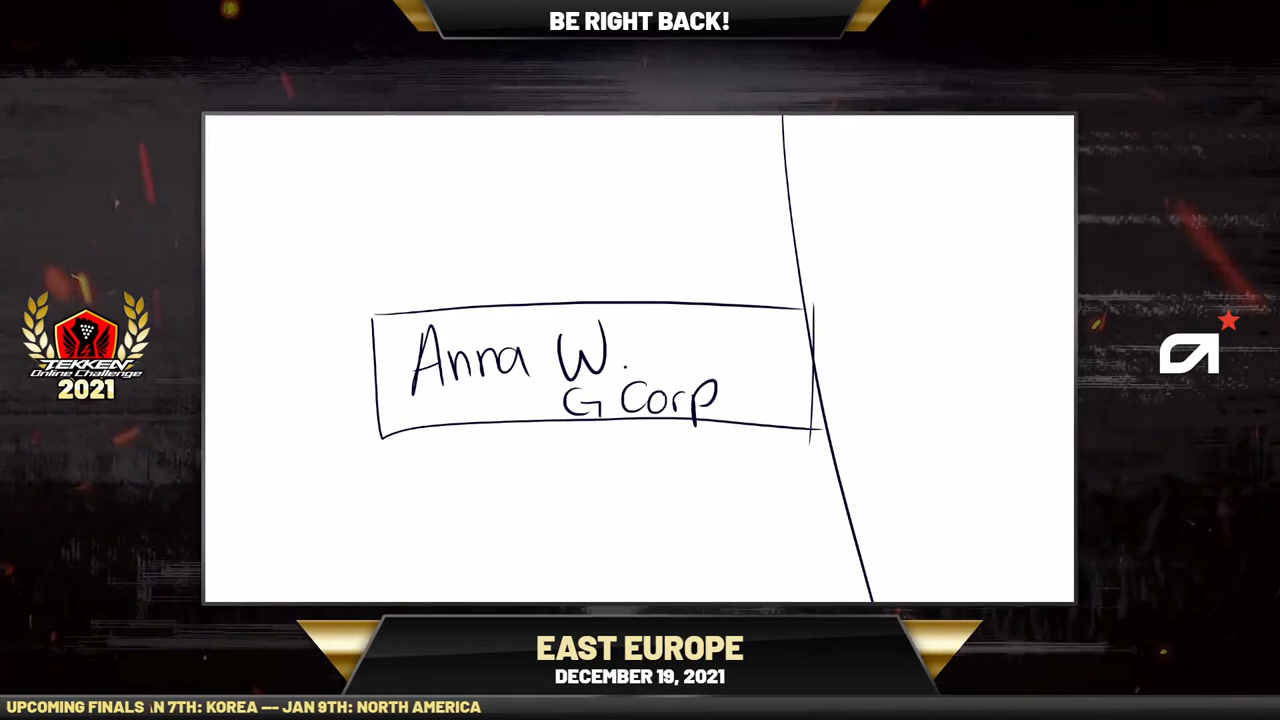 BE RIGHT BACK!
Anna W.
G Corp
TEKKEN
Online Challenge
2021
EAST EUROPE
DECEMBER 19, 2021
UPCOMING FINALS N 7TH: KOREA –– JAN 9TH: NORTH AMERICA